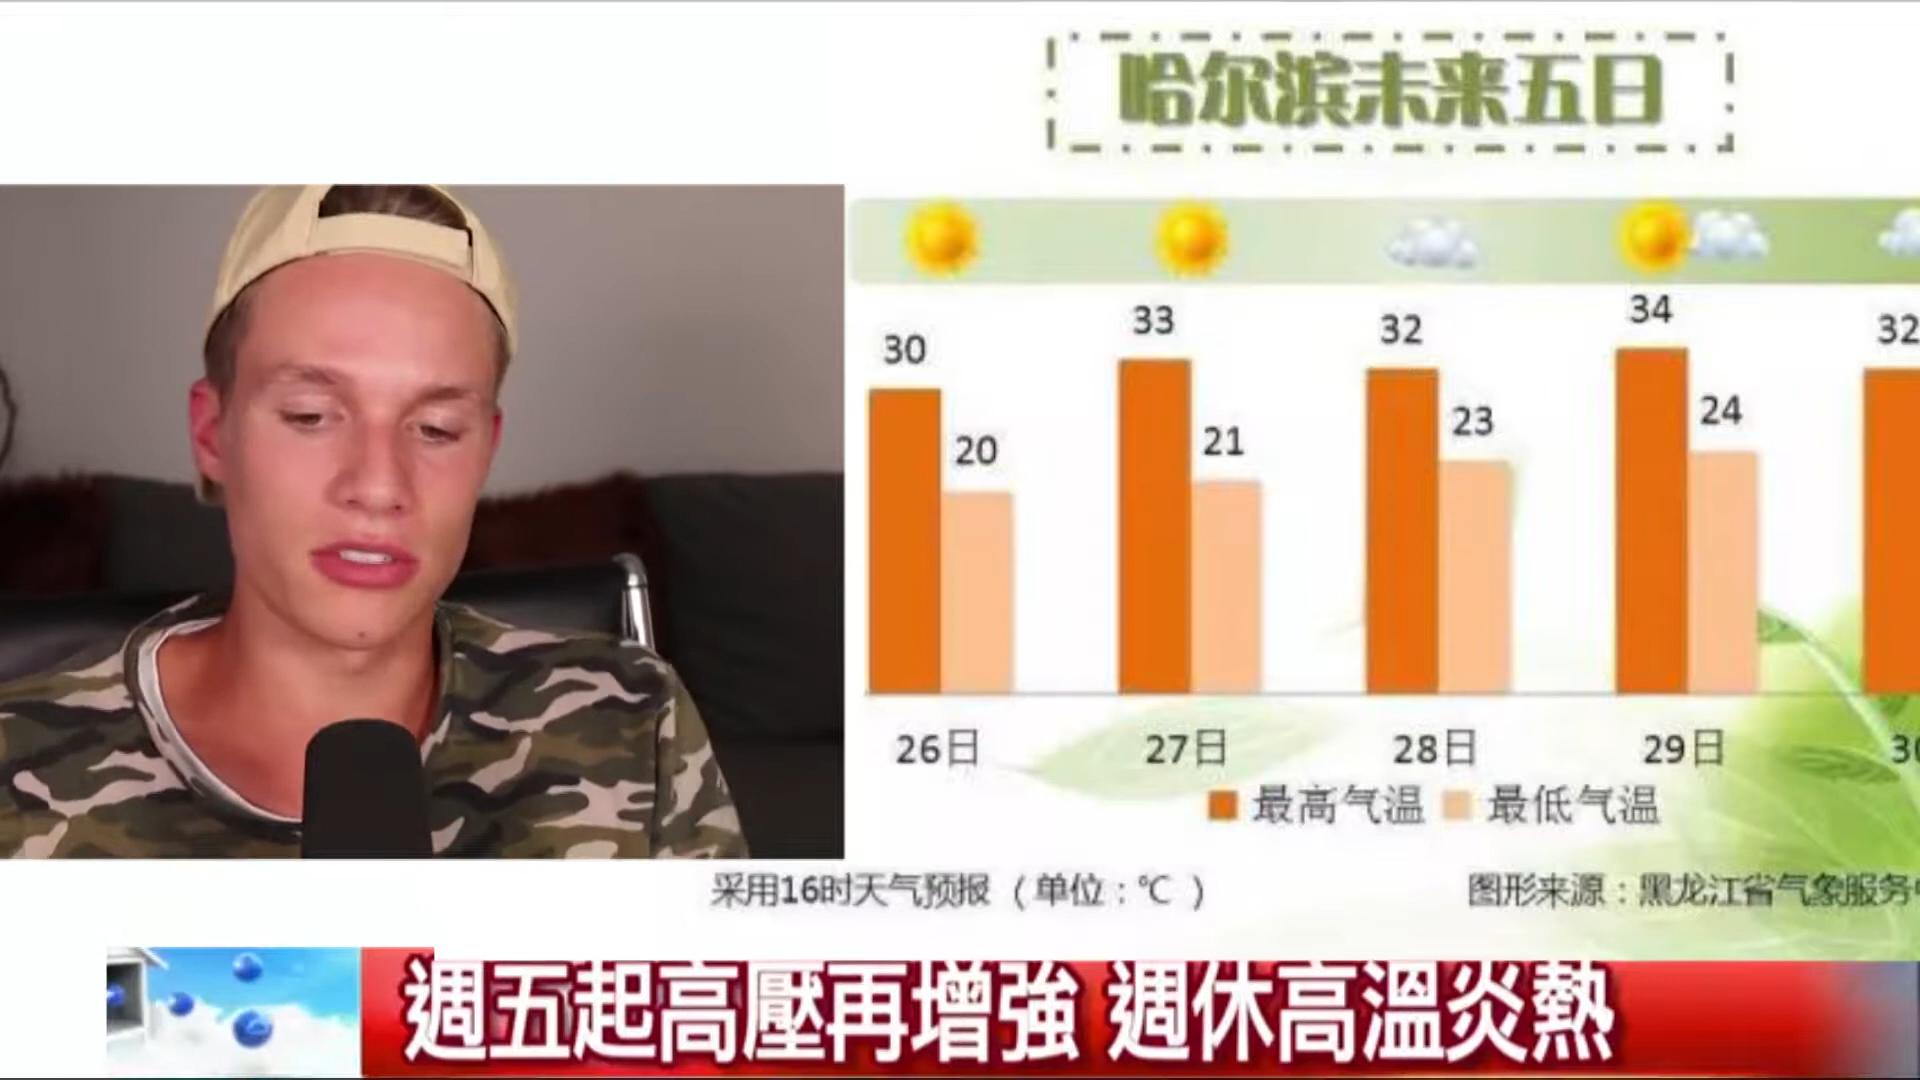 哈尔滨未来五日
30 20 33 21 32 23 34 24 32
26日 27日 28日 29日 30
最高气温 最低气温
采用16时天气预报（单位：℃ ） 图形来源：黑龙江省气象服务中
週五起高壓再增強 週休高溫炎熱